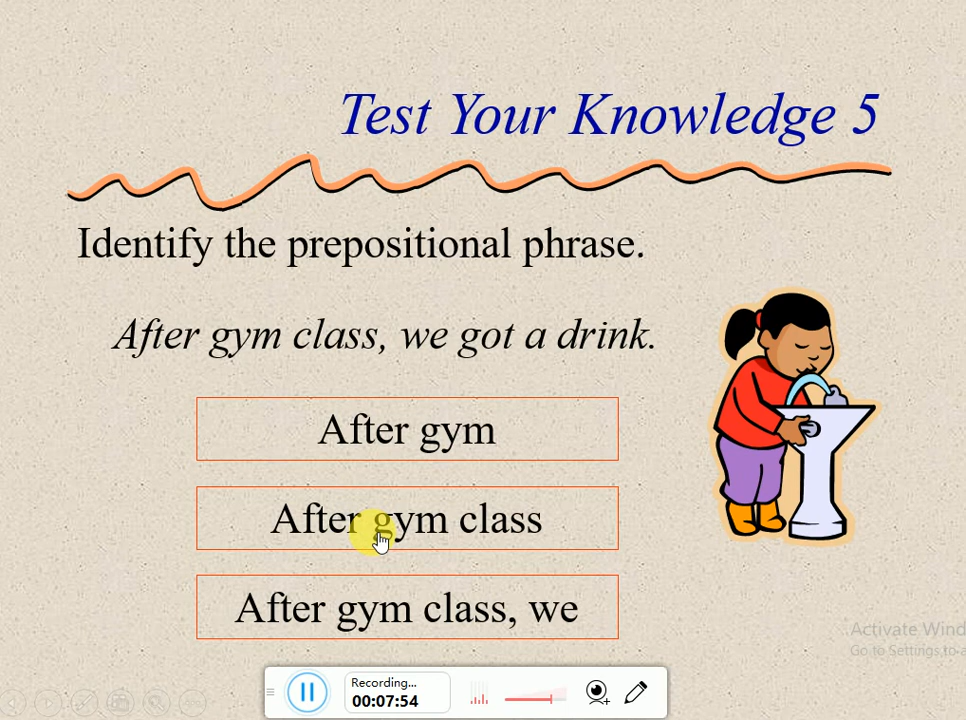 Test Your Knowledge 5
Identify the prepositional phrase.
After gym class, we got a drink.
After gym
After gym class
After gym class, we
Activate Wind
Go to Settings to a
Recording...
00:07:54